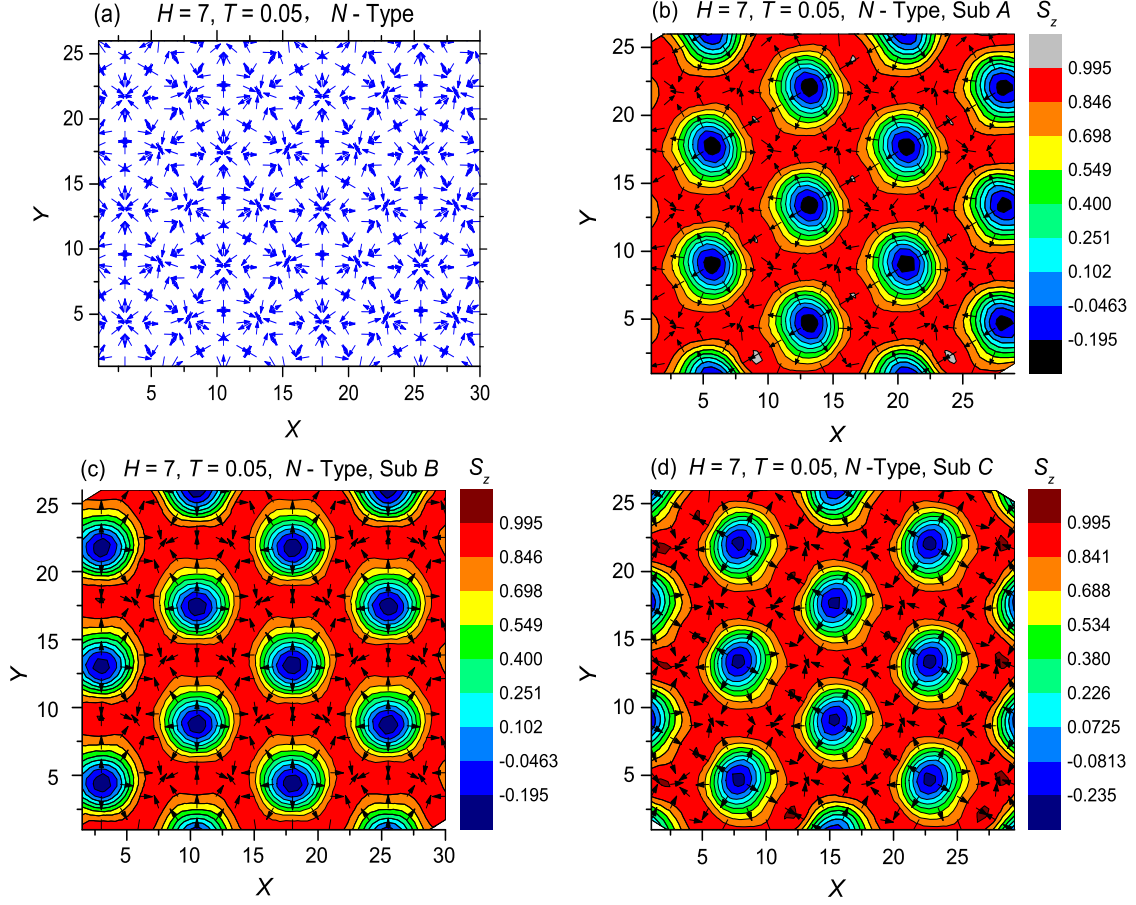 (a) H = 7, T = 0.05, N - Type
Y
25
20
15
10
5
5 10 15 20 25 30
X
(b) H = 7, T = 0.05, N - Type, Sub A S_z
Y
25
20
15
10
5
5 10 15 20 25
X
0.995
0.846
0.698
0.549
0.400
0.251
0.102
-0.0463
-0.195
(c) H = 7, T = 0.05, N - Type, Sub B S_z
Y
25
20
15
10
5
5 10 15 20 25 30
X
0.995
0.846
0.698
0.549
0.400
0.251
0.102
-0.0463
-0.195
(d) H = 7, T = 0.05, N -Type, Sub C S_z
Y
25
20
15
10
5
5 10 15 20 25
X
0.995
0.841
0.688
0.534
0.380
0.226
0.0725
-0.0813
-0.235